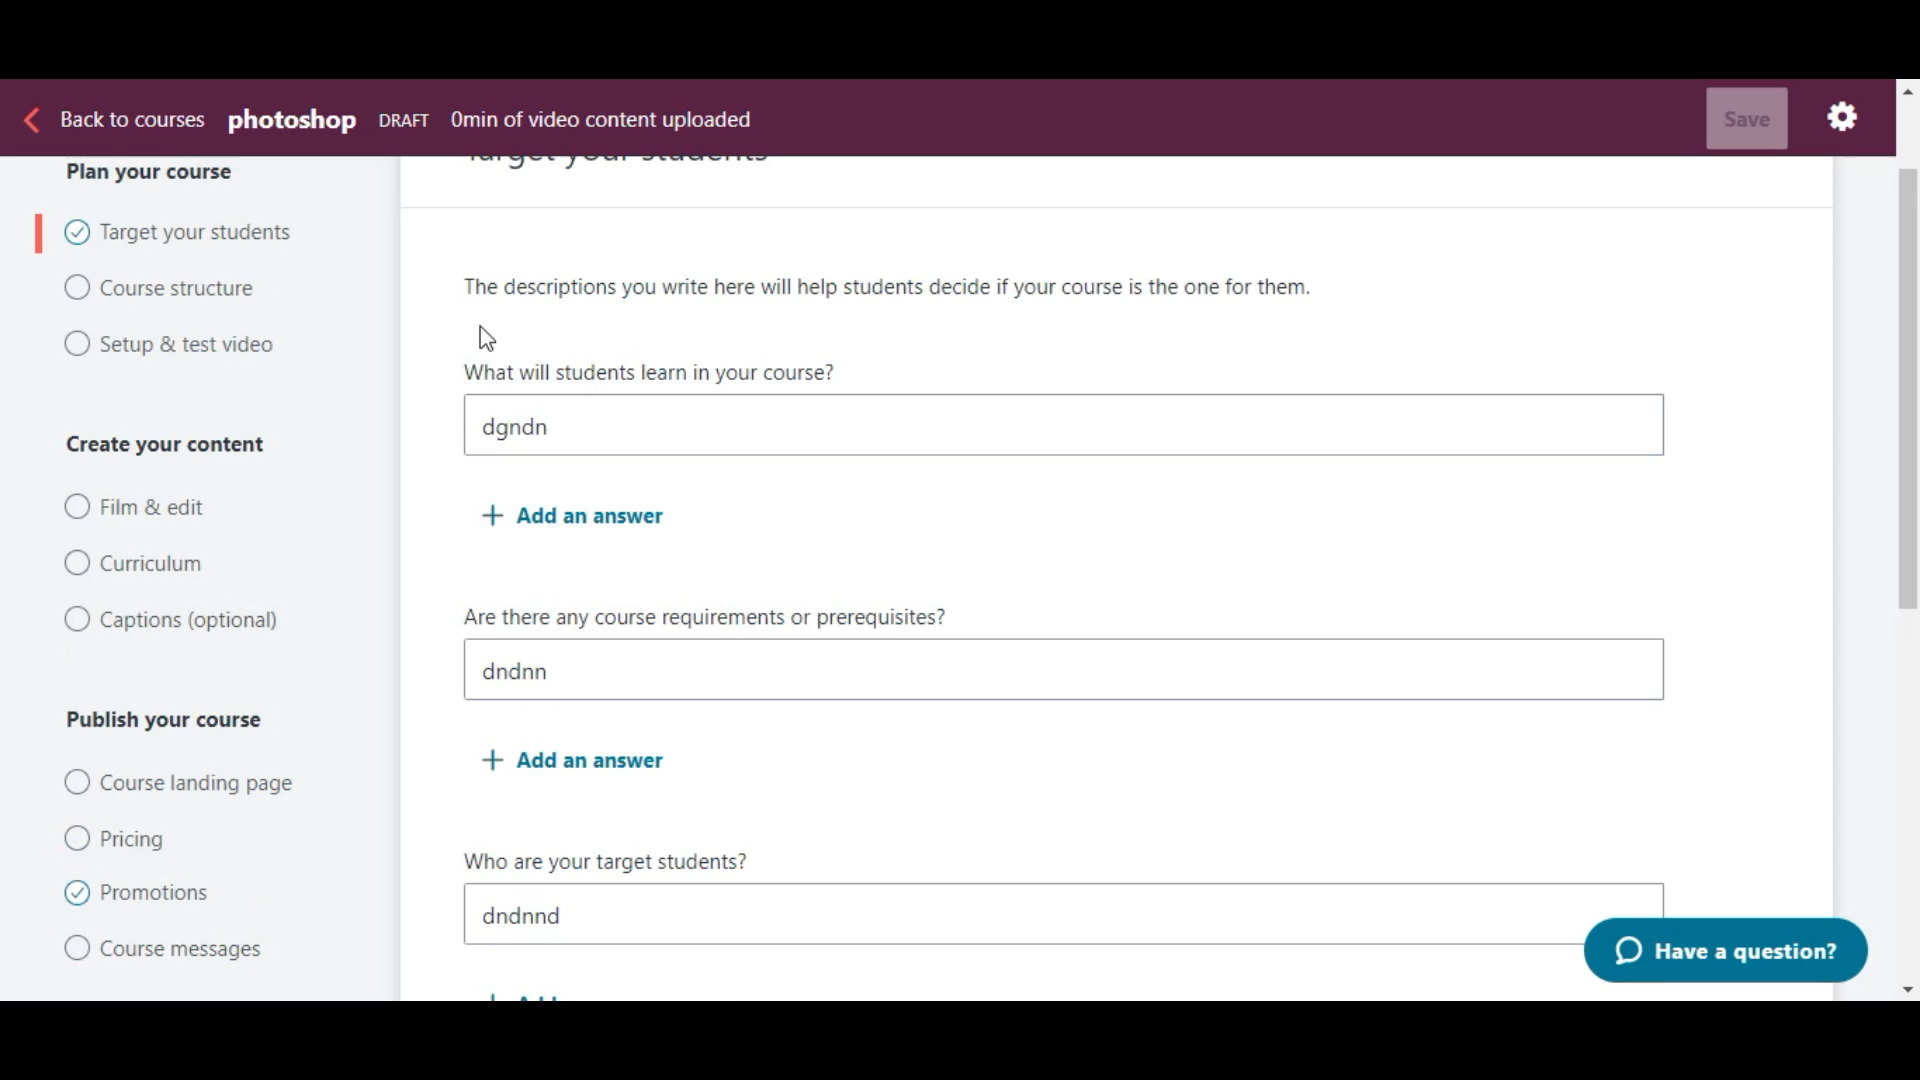 Back to courses photoshop DRAFT 0min of video content uploaded Save
Target your students
Plan your course
Target your students
Course structure
Setup & test video
Create your content
Film & edit
Curriculum
Captions (optional)
Publish your course
Course landing page
Pricing
Promotions
Course messages
The descriptions you write here will help students decide if your course is the one for them.
What will students learn in your course?
dgndn
Add an answer
Are there any course requirements or prerequisites?
dndnn
Add an answer
Who are your target students?
dndnnd
Have a question?